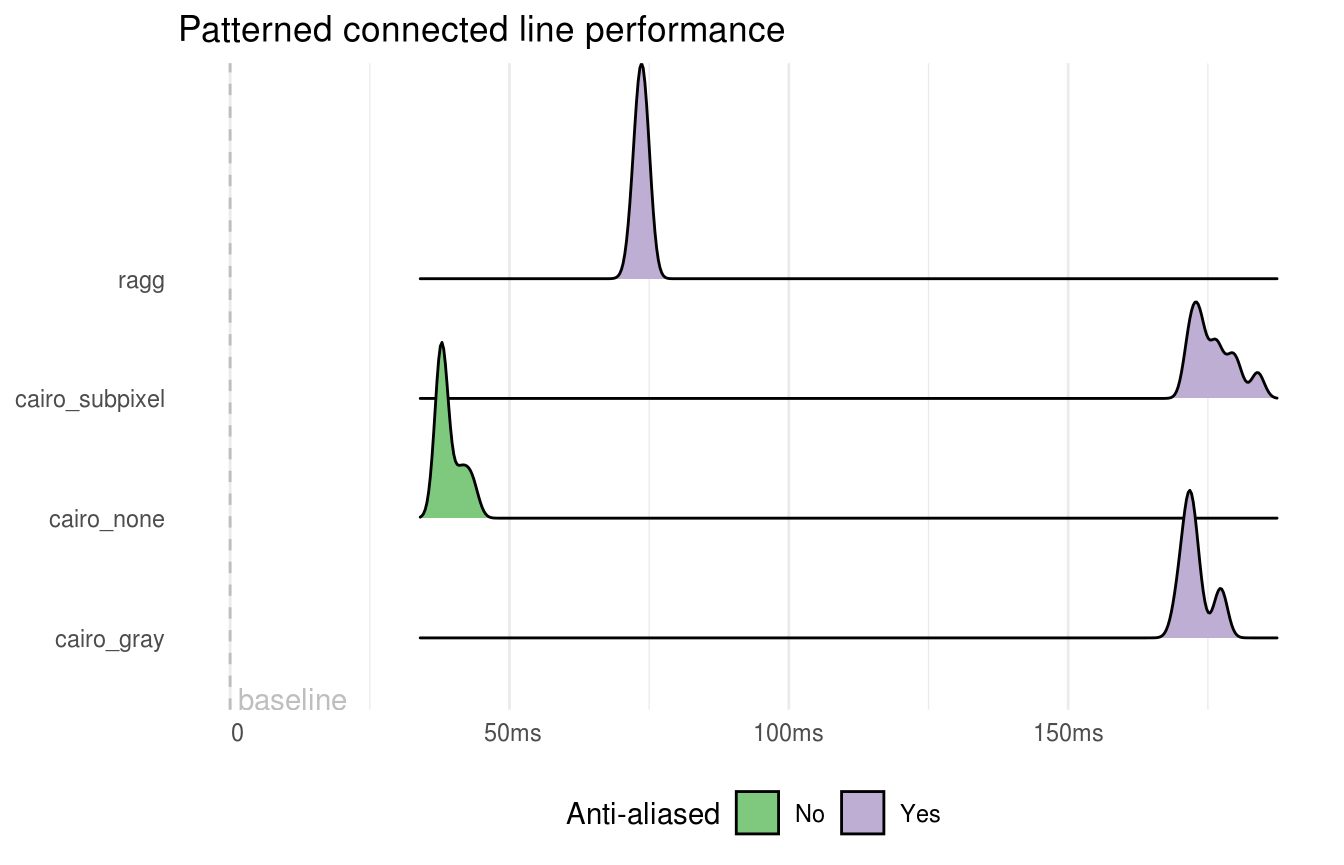 Patterned connected line performance
ragg
cairo_subpixel
cairo_none
cairo_gray
baseline
0 50ms 100ms 150ms
Anti-aliased No Yes